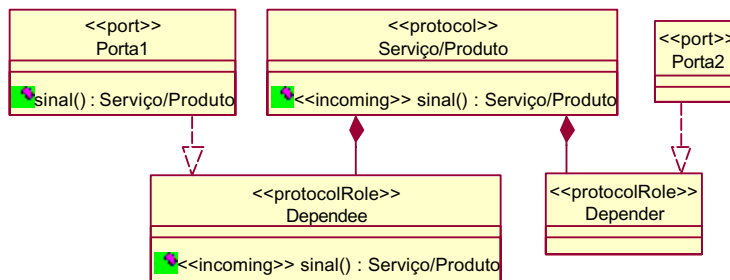 <<port>>
Porta1
sinal() : Serviço/Produto
<<protocol>>
Serviço/Produto
<<incoming>> sinal() : Serviço/Produto
<<port>>
Porta2
<<protocolRole>>
Dependee
<<incoming>> sinal() : Serviço/Produto
<<protocolRole>>
Depender